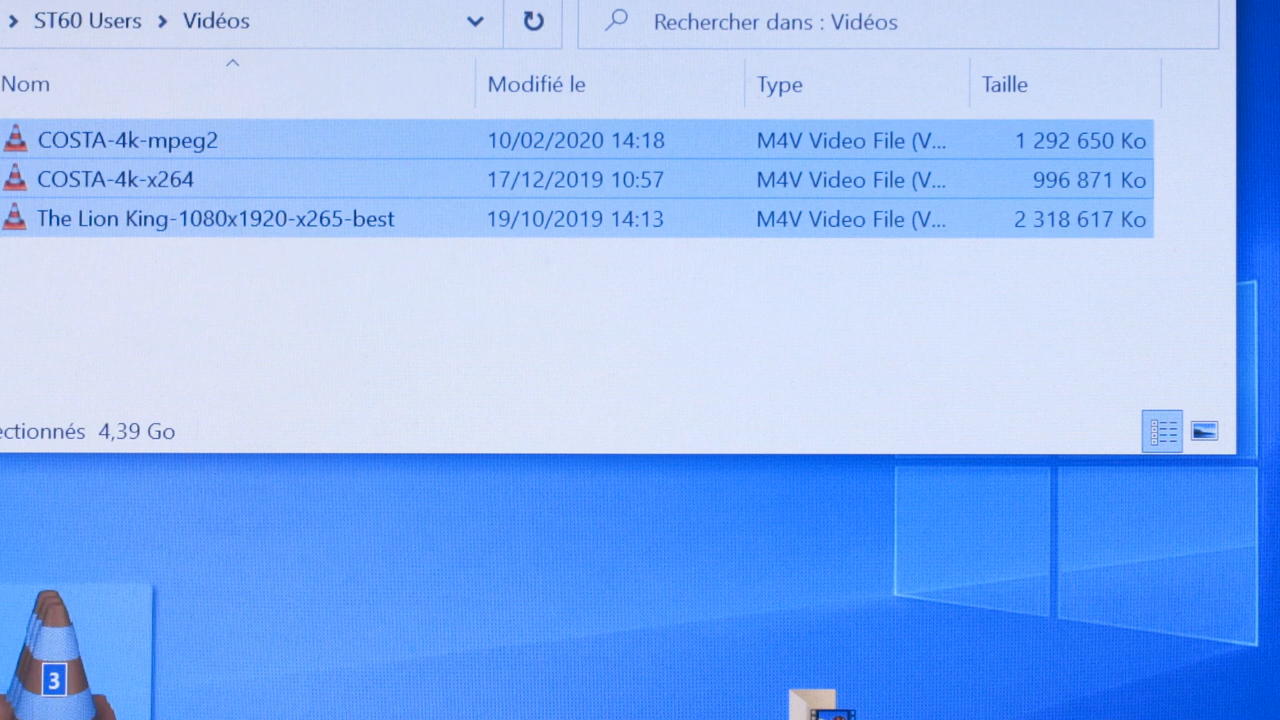 ST60 Users Vidéos Rechercher dans : Vidéos
Nom Modifié le Type Taille
COSTA-4k-mpeg2 10/02/2020 14:18 M4V Video File (V... 1 292 650 Ko
COSTA-4k-x264 17/12/2019 10:57 M4V Video File (V... 996 871 Ko
The Lion King-1080x1920-x265-best 19/10/2019 14:13 M4V Video File (V... 2 318 617 Ko
ectionnés 4,39 Go
3